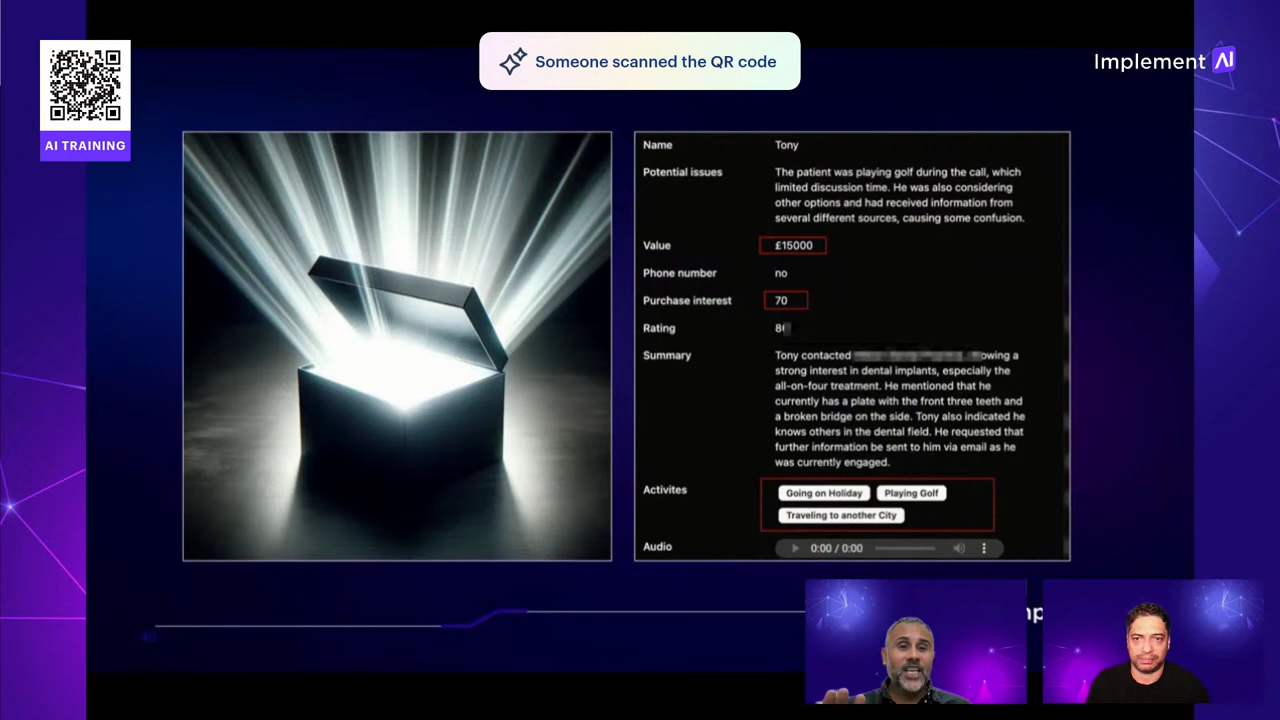 Someone scanned the QR code
Implement AI
AI TRAINING
Name Tony
Potential issues The patient was playing golf during the call, which
limited discussion time. He was also considering
other options and had received information from
several different sources, causing some confusion.
Value £15000
Phone number no
Purchase interest 70
Rating
Summary Tony contacted
strong interest in dental implants, especially the
all-on-four treatment. He mentioned that he
currently has a plate with the front three teeth and
a broken bridge on the side. Tony also indicated he
knows others in the dental field. He requested that
further information be sent to him via email as he
was currently engaged.
Activites Going on Holiday Playing Golf
Traveling to another City
Audio 0:00 / 0:00
40